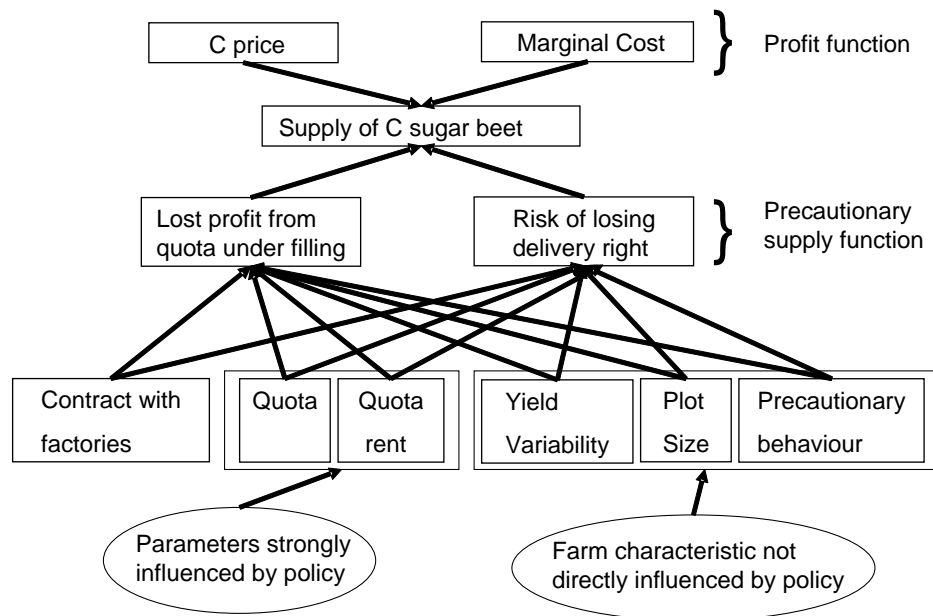 C price
Marginal Cost
Profit function
Supply of C sugar beet
Lost profit from
quota under filling
Risk of losing
delivery right
Precautionary
supply function
Contract with
factories
Quota
Quota
rent
Yield
Variability
Plot
Size
Precautionary
behaviour
Parameters strongly
influenced by policy
Farm characteristic not
directly influenced by policy